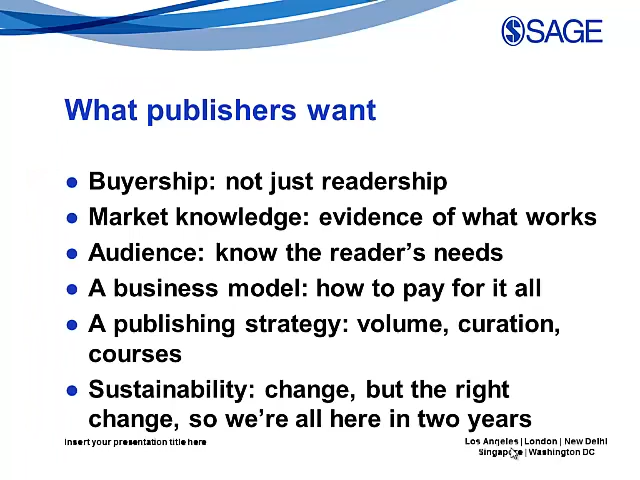 SAGE
What publishers want
● Buyership: not just readership
● Market knowledge: evidence of what works
● Audience: know the reader's needs
● A business model: how to pay for it all
● A publishing strategy: volume, curation,
courses
● Sustainability: change, but the right
change, so we're all here in two years
Insert your presentation title here
Los Angeles | London | New Delhi
Singapore | Washington DC